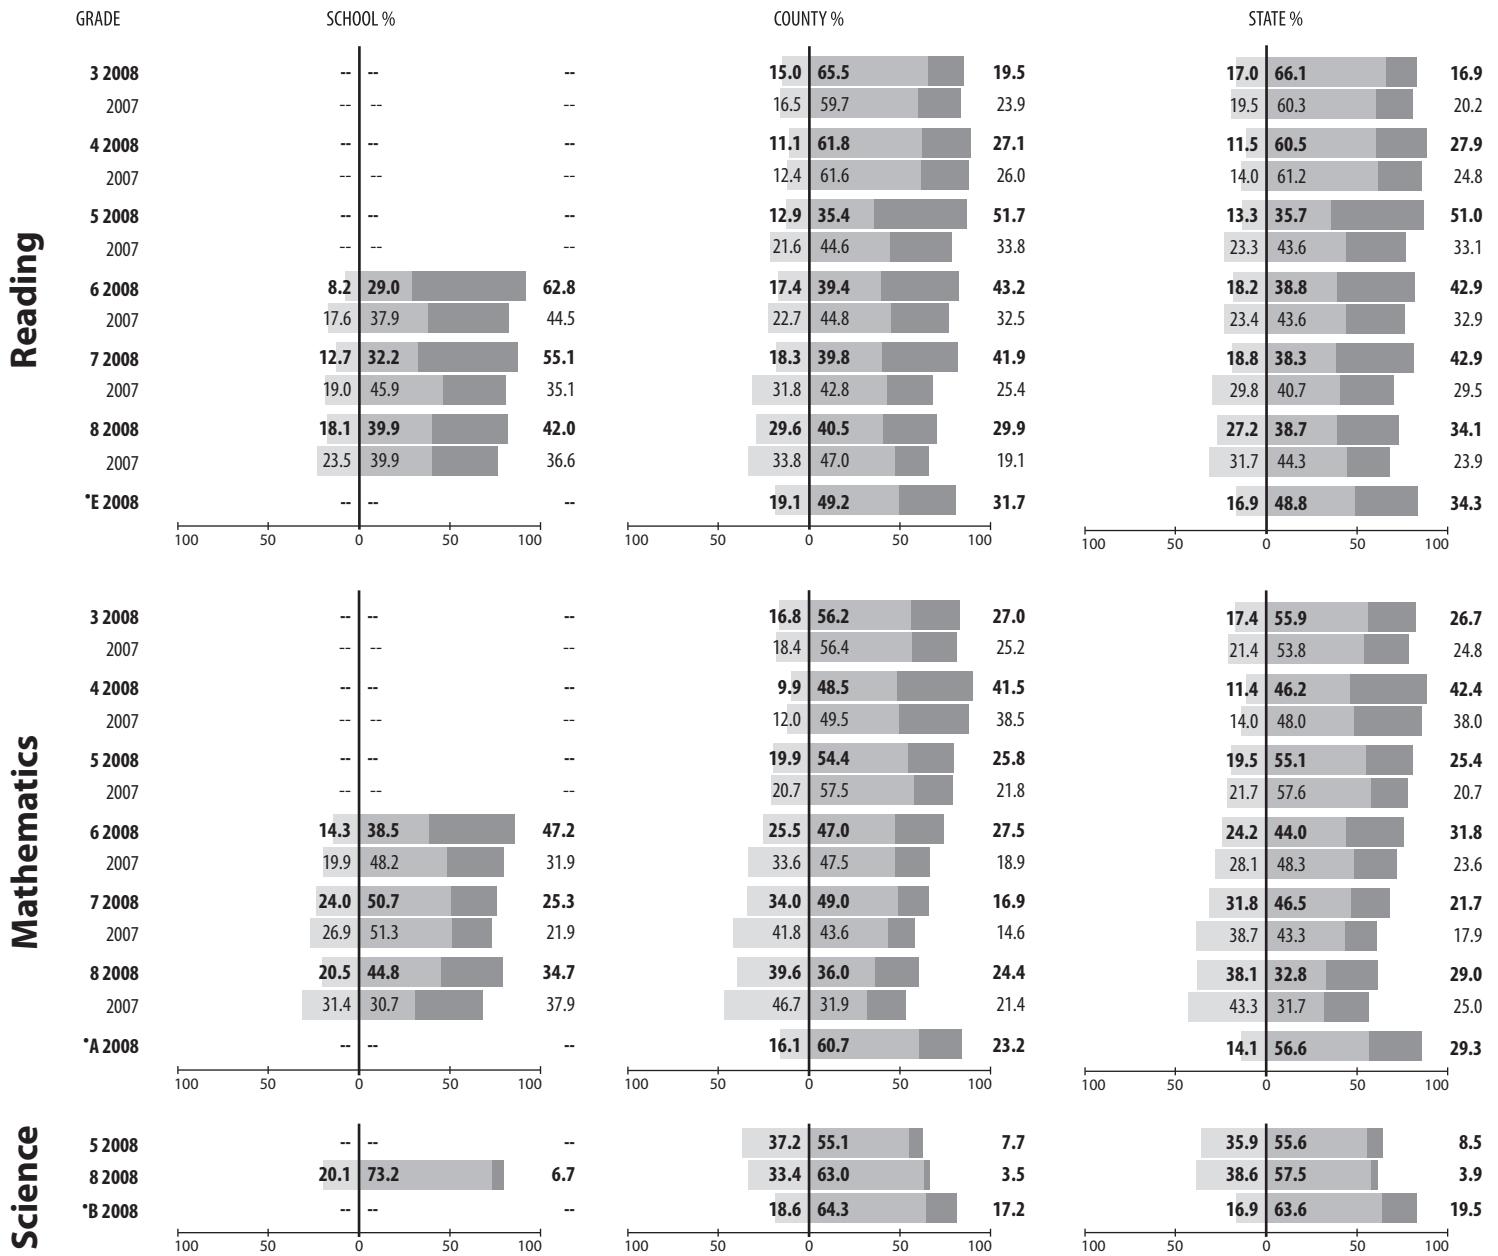 GRADE SCHOOL % COUNTY % STATE %
Reading
3 2008 -- -- -- 15.0 65.5 19.5 17.0 66.1 16.9
2007 -- -- -- 16.5 59.7 23.9 19.5 60.3 20.2
4 2008 -- -- -- 11.1 61.8 27.1 11.5 60.5 27.9
2007 -- -- -- 12.4 61.6 26.0 14.0 61.2 24.8
5 2008 -- -- -- 12.9 35.4 51.7 13.3 35.7 51.0
2007 -- -- -- 21.6 44.6 33.8 23.3 43.6 33.1
6 2008 8.2 29.0 62.8 17.4 39.4 43.2 18.2 38.8 42.9
2007 17.6 37.9 44.5 22.7 44.8 32.5 23.4 43.6 32.9
7 2008 12.7 32.2 55.1 18.3 39.8 41.9 18.8 38.3 42.9
2007 19.0 45.9 35.1 31.8 42.8 25.4 29.8 40.7 29.5
8 2008 18.1 39.9 42.0 29.6 40.5 29.9 27.2 38.7 34.1
2007 23.5 39.9 36.6 33.8 47.0 19.1 31.7 44.3 23.9
*E 2008 -- -- -- 19.1 49.2 31.7 16.9 48.8 34.3
100 50 0 50 100 100 50 0 50 100 100 50 0 50 100
Mathematics
3 2008 -- -- -- 16.8 56.2 27.0 17.4 55.9 26.7
2007 -- -- -- 18.4 56.4 25.2 21.4 53.8 24.8
4 2008 -- -- -- 9.9 48.5 41.5 11.4 46.2 42.4
2007 -- -- -- 12.0 49.5 38.5 14.0 48.0 38.0
5 2008 -- -- -- 19.9 54.4 25.8 19.5 55.1 25.4
2007 -- -- -- 20.7 57.5 21.8 21.7 57.6 20.7
6 2008 14.3 38.5 47.2 25.5 47.0 27.5 24.2 44.0 31.8
2007 19.9 48.2 31.9 33.6 47.5 18.9 28.1 48.3 23.6
7 2008 24.0 50.7 25.3 34.0 49.0 16.9 31.8 46.5 21.7
2007 26.9 51.3 21.9 41.8 43.6 14.6 38.7 43.3 17.9
8 2008 20.5 44.8 34.7 39.6 36.0 24.4 38.1 32.8 29.0
2007 31.4 30.7 37.9 46.7 31.9 21.4 43.3 31.7 25.0
*A 2008 -- -- -- 16.1 60.7 23.2 14.1 56.6 29.3
100 50 0 50 100 100 50 0 50 100 100 50 0 50 100
Science
5 2008 -- -- -- 37.2 55.1 7.7 35.9 55.6 8.5
8 2008 20.1 73.2 6.7 33.4 63.0 3.5 38.6 57.5 3.9
*B 2008 -- -- -- 18.6 64.3 17.2 16.9 63.6 19.5
100 50 0 50 100 100 50 0 50 100 100 50 0 50 100